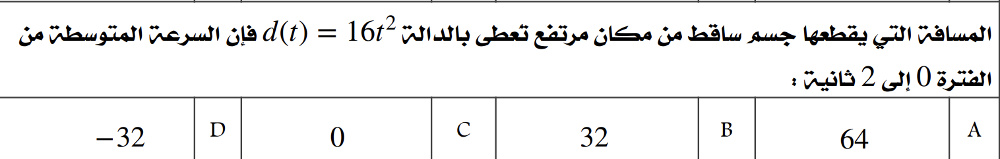 المسافة التي يقطعها جسم ساقط من مكان مرتفع تعطى بالدالة d(t) = 16t² فإن السرعة المتوسطة من
الفترة 0 إلى 2 ثانية :
A 64 B 32 C 0 D −32